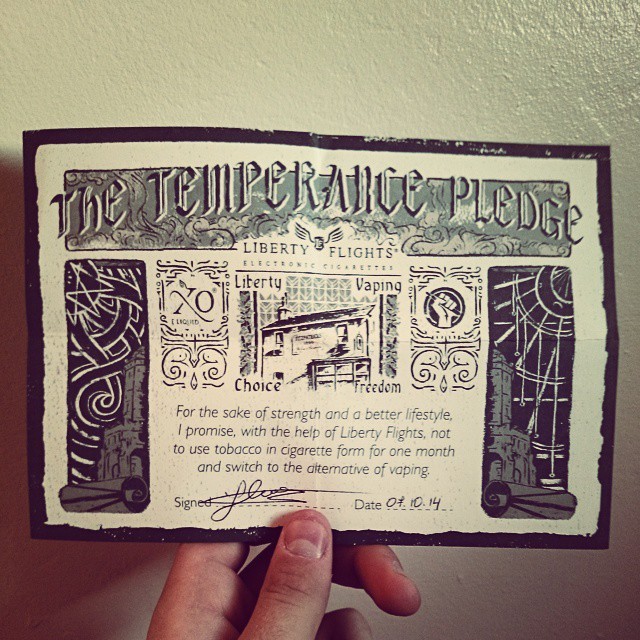 THE TEMPERANCE PLEDGE
LIBERTY FLIGHTS
ELECTRONIC CIGARETTES
Liberty Vaping
XO
E LIQUID
Choice Freedom
For the sake of strength and a better lifestyle,
I promise, with the help of Liberty Flights, not
to use tobacco in cigarette form for one month
and switch to the alternative of vaping.
Signed Date 07.10.14